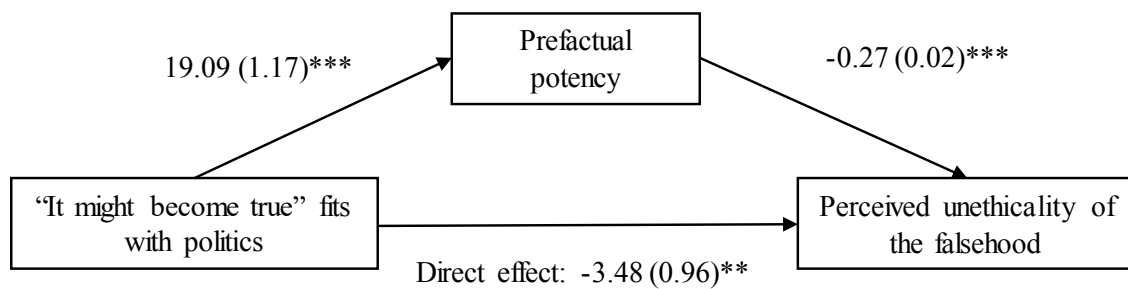 Prefactual
potency
19.09 (1.17)***
-0.27 (0.02)***
“It might become true” fits
with politics
Perceived unethicality of
the falsehood
Direct effect: -3.48 (0.96)**